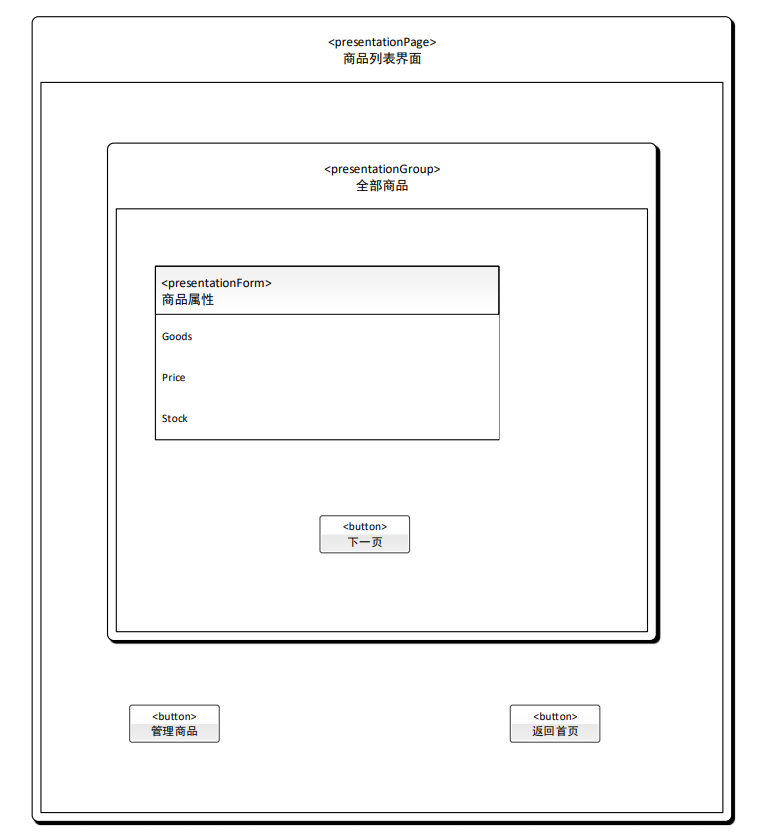 <presentationPage>
商品列表界面
<presentationGroup>
全部商品
<presentationForm>
商品属性
Goods
Price
Stock
<button>
下一页
<button>
管理商品
<button>
返回首页